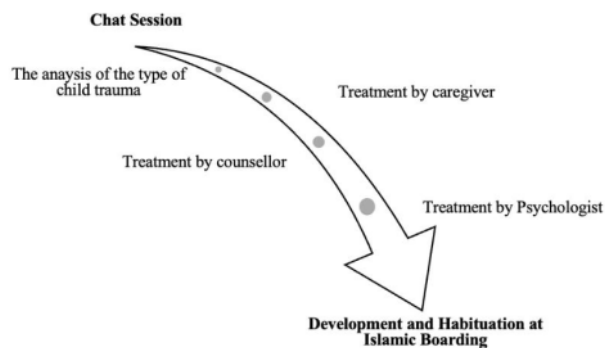 Chat Session
The anaysis of the type of
child trauma
Treatment by caregiver
Treatment by counsellor
Treatment by Psychologist
Development and Habituation at
Islamic Boarding